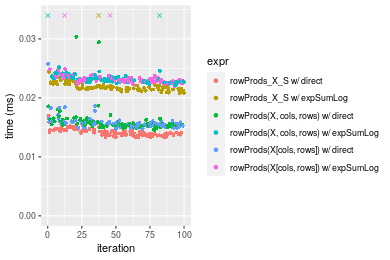 0.03
0.02
0.01
0.00
time (ms)
0 25 50 75 100
iteration
expr
rowProds_X_S w/ direct
rowProds_X_S w/ expSumLog
rowProds(X, cols, rows) w/ direct
rowProds(X, cols, rows) w/ expSumLog
rowProds(X[cols, rows]) w/ direct
rowProds(X[cols, rows]) w/ expSumLog